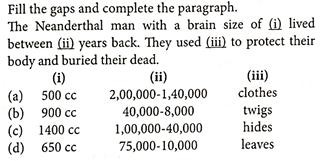 Fill the gaps and complete the paragraph.
The Neanderthal man with a brain size of (i) lived
between (ii) years back. They used (iii) to protect their
body and buried their dead.
(i) (ii) (iii)
(a) 500 cc 2,00,000-1,40,000 clothes
(b) 900 cc 40,000-8,000 twigs
(c) 1400 cc 1,00,000-40,000 hides
(d) 650 cc 75,000-10,000 leaves